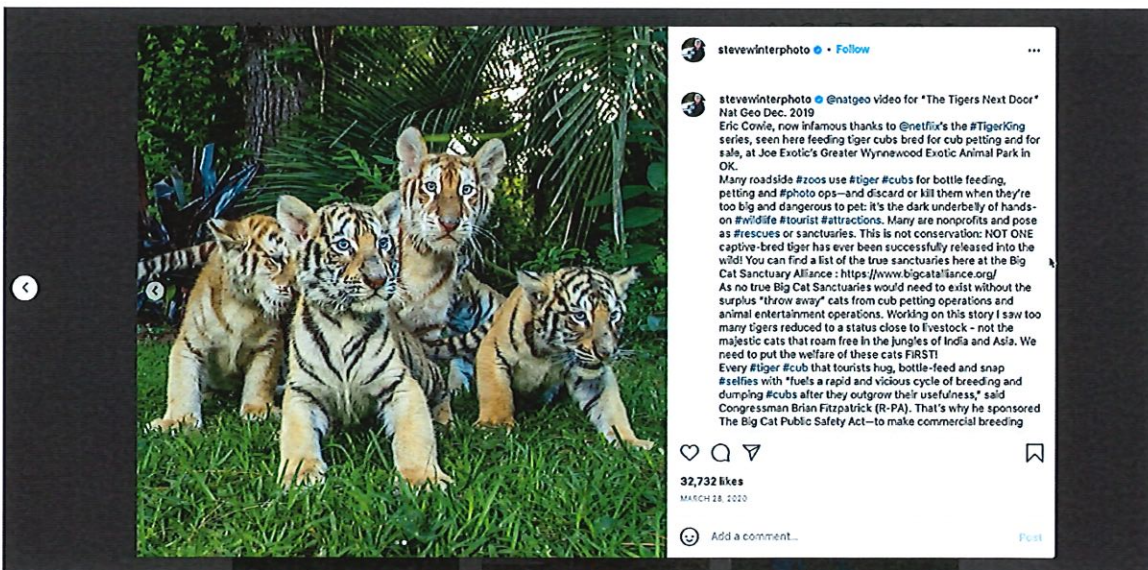 stevewinterphoto • Follow
stevewinterphoto @natgeo video for "The Tigers Next Door"
Nat Geo Dec. 2019
Eric Cowie, now infamous thanks to @netflix's the #TigerKing
series, seen here feeding tiger cubs bred for cub petting and for
sale, at Joe Exotic's Greater Wynnewood Exotic Animal Park in
OK.
Many roadside #zoos use #tiger #cubs for bottle feeding,
petting and #photo ops—and discard or kill them when they're
too big and dangerous to pet: it's the dark underbelly of hands-
on #wildlife #tourist #attractions. Many are nonprofits and pose
as #rescues or sanctuaries. This is not conservation: NOT ONE
captive-bred tiger has ever been successfully released into the
wild! You can find a list of the true sanctuaries here at the Big
Cat Sanctuary Alliance : https://www.bigcatalliance.org/
As no true Big Cat Sanctuaries would need to exist without the
surplus "throw away" cats from cub petting operations and
animal entertainment operations. Working on this story I saw too
many tigers reduced to a status close to livestock - not the
majestic cats that roam free in the jungles of India and Asia. We
need to put the welfare of these cats FIRST!
Every #tiger #cub that tourists hug, bottle-feed and snap
#selfies with "fuels a rapid and vicious cycle of breeding and
dumping #cubs after they outgrow their usefulness," said
Congressman Brian Fitzpatrick (R-PA). That's why he sponsored
The Big Cat Public Safety Act—to make commercial breeding
32,732 likes
MARCH 28, 2020
Add a comment...
Post